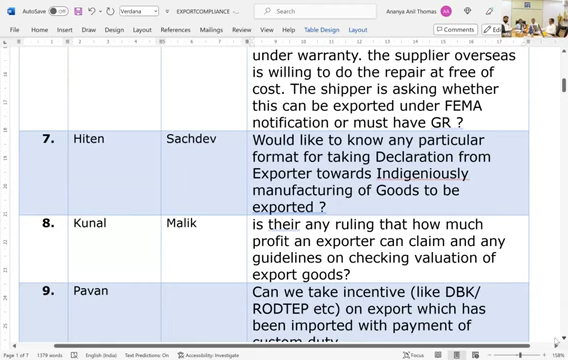 AutoSave Off
Verdana
EXPORTCOMPLIANCE
Search
Ananya Anil Thomas
AA
File Home Insert Draw Design Layout References Mailings Review View Help Table Design Layout
Comments Editing
under warranty. the supplier overseas
is willing to do the repair at free of
cost. The shipper is asking whether
this can be exported under FEMA
notification or must have GR ?
7. Hiten Sachdev Would like to know any particular
format for taking Declaration from
Exporter towards Indigeniously
manufacturing of Goods to be
exported ?
8. Kunal Malik is their any ruling that how much
profit an exporter can claim and any
guidelines on checking valuation of
export goods?
9. Pavan Can we take incentive (like DBK/
RODTEP etc) on export which has
been imported with payment of
custom duty
Page 1 of 7 1379 words English (India) Text Predictions: On Accessibility: Investigate Focus 158%